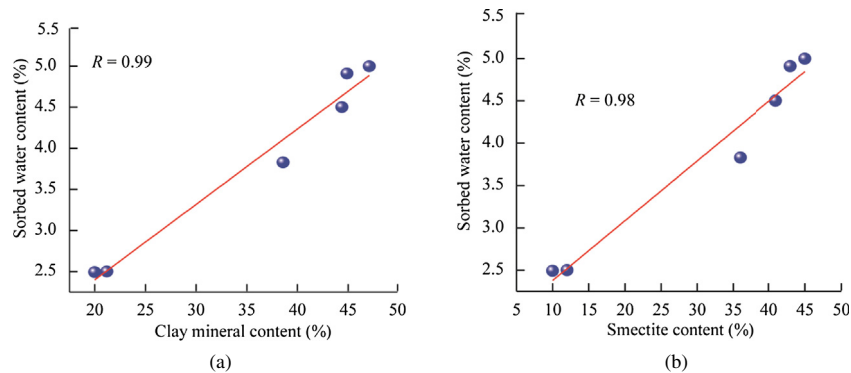 5.5
5.0
4.5
4.0
3.5
3.0
2.5
Sorbed water content (%)
R = 0.99
20 25 30 35 40 45 50
Clay mineral content (%)
(a)
5.5
5.0
4.5
4.0
3.5
3.0
2.5
Sorbed water content (%)
R = 0.98
5 10 15 20 25 30 35 40 45 50
Smectite content (%)
(b)